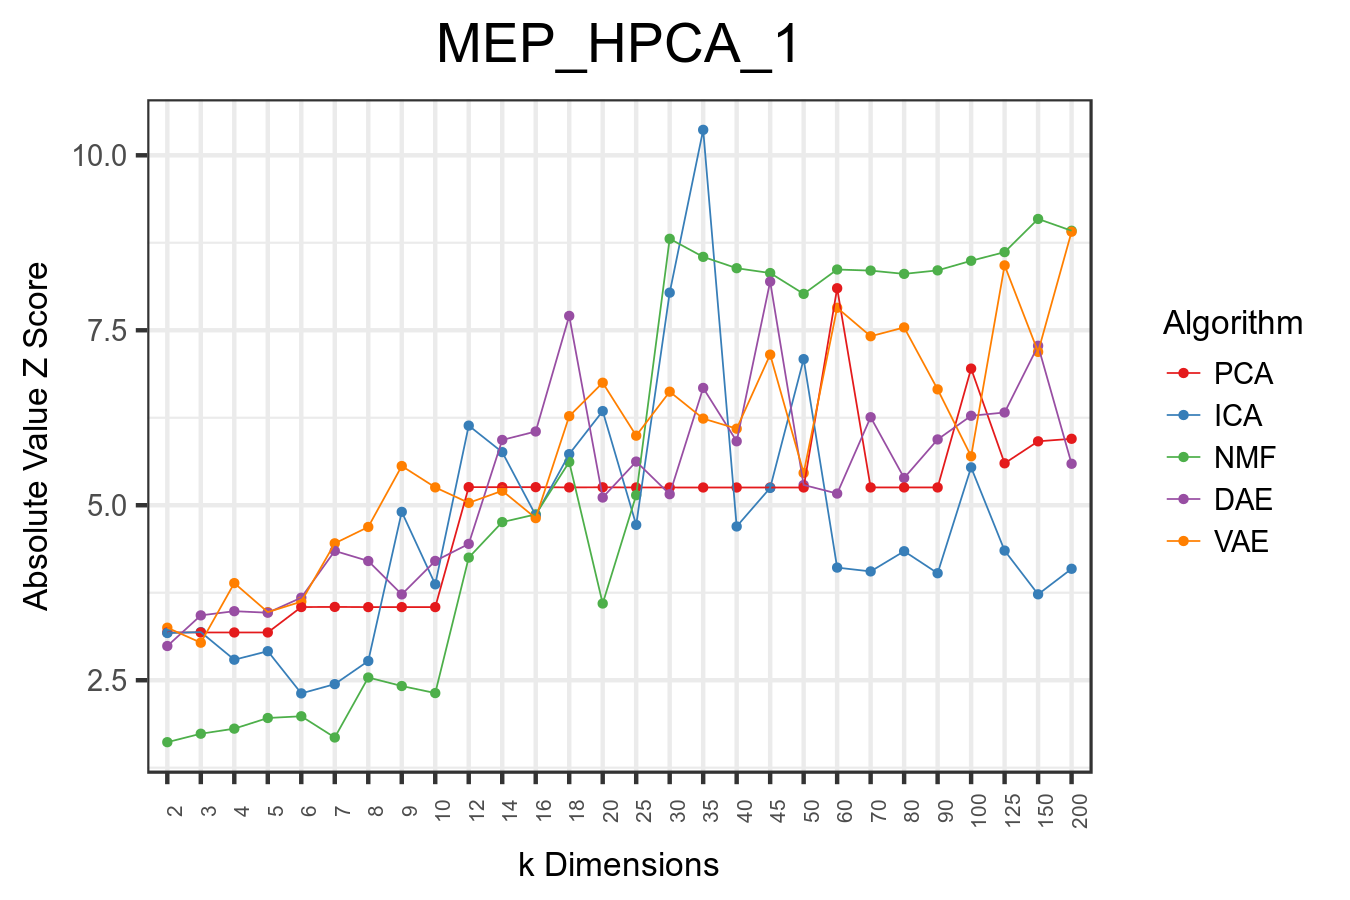 MEP_HPCA_1
Absolute Value Z Score
10.0
7.5
5.0
2.5
2 3 4 5 6 7 8 9 10 12 14 16 18 20 25 30 35 40 45 50 60 70 80 90 100 125 150 200
k Dimensions
Algorithm
PCA
ICA
NMF
DAE
VAE